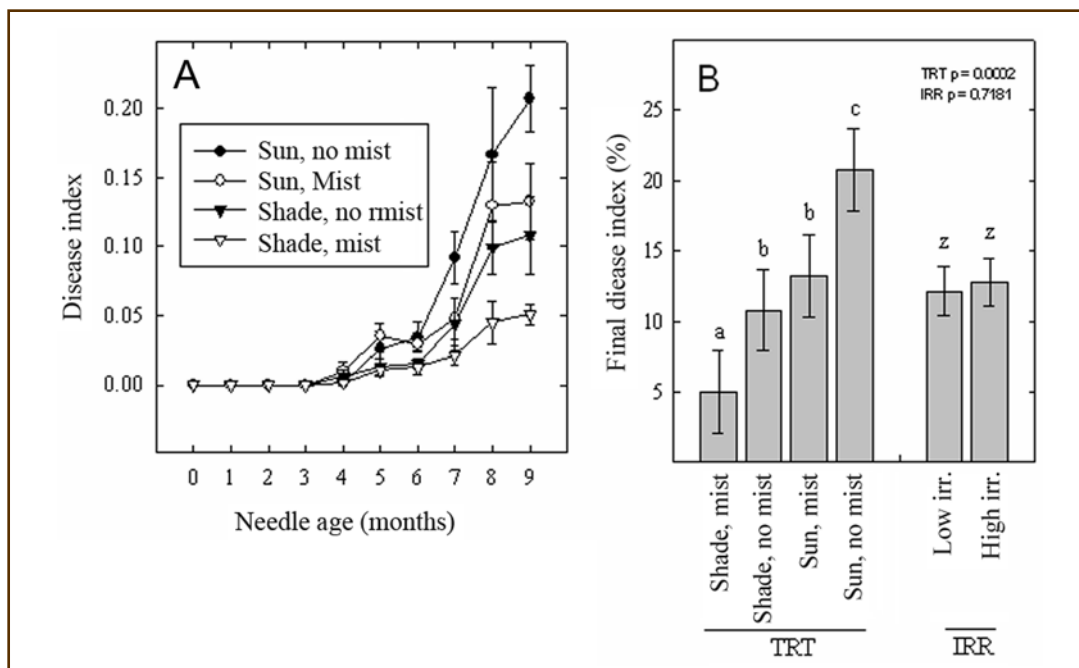 A
Disease index
0.20
0.15
0.10
0.05
0.00
Sun, no mist
Sun, Mist
Shade, no rmist
Shade, mist
0 1 2 3 4 5 6 7 8 9
Needle age (months)
B
TRT p = 0.0002
IRR p = 0.7181
Final diease index (%)
25
20
15
10
5
a
b
b
c
z
z
Shade, mist
Shade, no mist
Sun, mist
Sun, no mist
Low irr.
High irr.
TRT
IRR